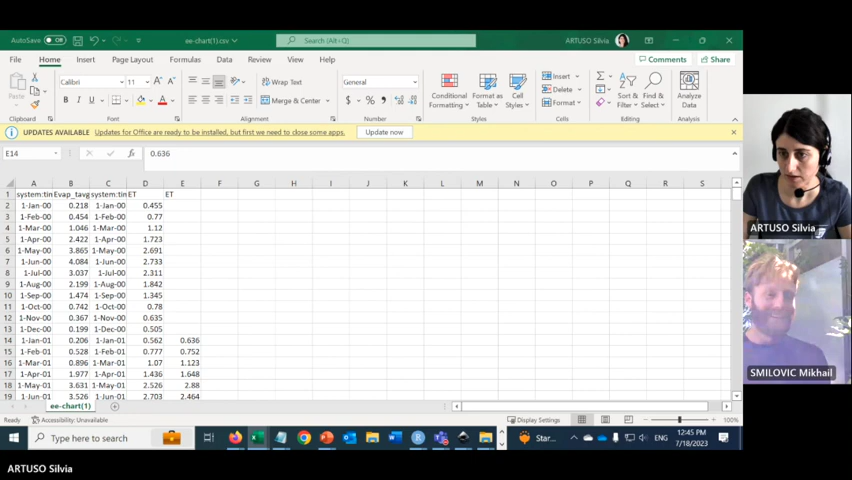 AutoSave Off ee-chart(1).csv Search (Alt+Q) ARTUSO Silvia
File Home Insert Page Layout Formulas Data Review View Help Comments Share
Paste Calibri 11 Wrap Text General Conditional Format as Cell Insert Sort & Find & Analyze
B I U Merge & Center $ % Formatting Table Styles Delete Filter Select Data
Format
Clipboard Font Alignment Number Styles Cells Editing Analysis
UPDATES AVAILABLE Updates for Office are ready to be installed, but first we need to close some apps. Update now
E14 fx 0.636
A B C D E F G H I J K L M N O P Q R S
1 system:tin Evap_tavg system:tin ET ET
2 1-Jan-00 0.218 1-Jan-00 0.455
3 1-Feb-00 0.454 1-Feb-00 0.77
4 1-Mar-00 1.046 1-Mar-00 1.12
5 1-Apr-00 2.422 1-Apr-00 1.723
6 1-May-00 3.865 1-May-00 2.691
7 1-Jun-00 4.084 1-Jun-00 2.733
8 1-Jul-00 3.037 1-Jul-00 2.311
9 1-Aug-00 2.199 1-Aug-00 1.842
10 1-Sep-00 1.474 1-Sep-00 1.345
11 1-Oct-00 0.742 1-Oct-00 0.78
12 1-Nov-00 0.367 1-Nov-00 0.635
13 1-Dec-00 0.199 1-Dec-00 0.505
14 1-Jan-01 0.206 1-Jan-01 0.562 0.636
15 1-Feb-01 0.528 1-Feb-01 0.777 0.752
16 1-Mar-01 0.896 1-Mar-01 1.07 1.123
17 1-Apr-01 1.977 1-Apr-01 1.436 1.648
18 1-May-01 3.631 1-May-01 2.526 2.88
19 1-Jun-01 3.526 1-Jun-01 2.703 2.464
ee-chart(1)
Ready Accessibility: Unavailable Display Settings 100%
Type here to search Star... ENG 12:45 PM
7/18/2023
ARTUSO Silvia
SMILOVIC Mikhail
ARTUSO Silvia